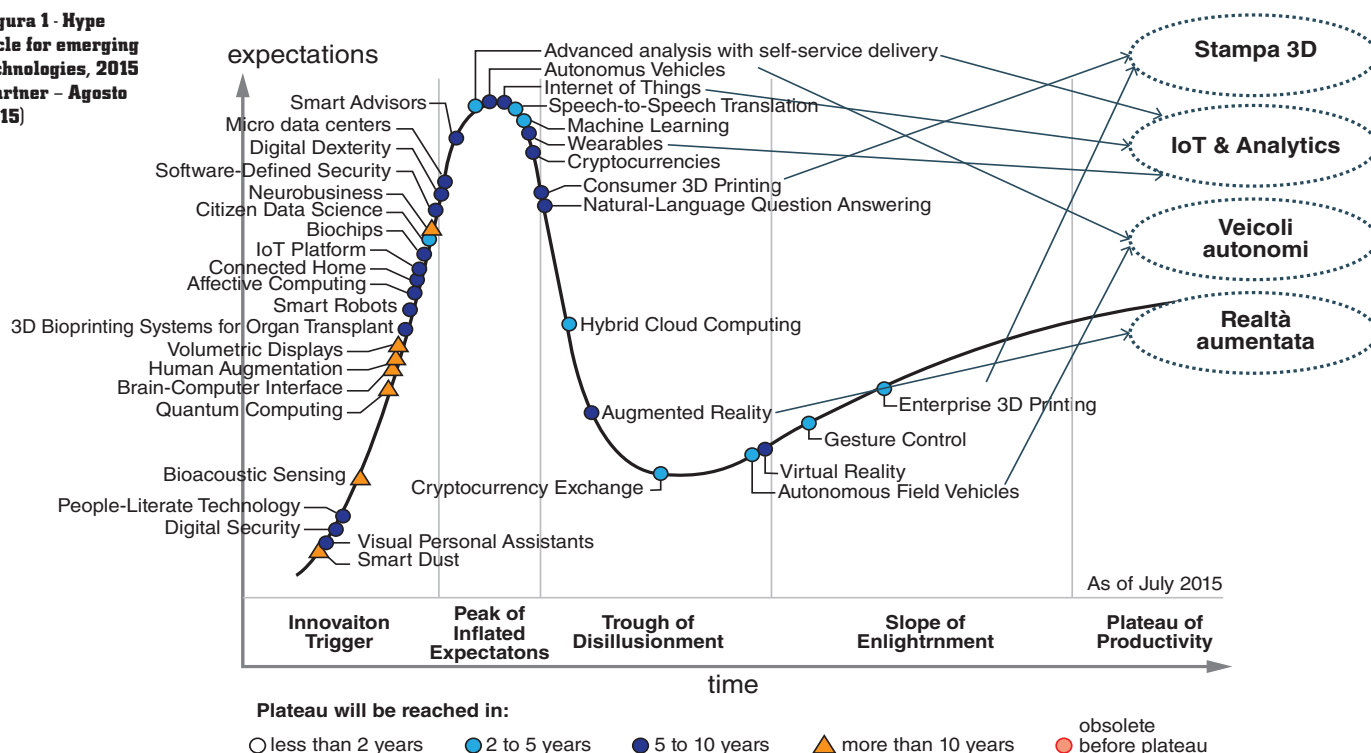 gura 1 - Hype
cle for emerging
chnologies, 2015
artner – Agosto
15)
expectations
Advanced analysis with self-service delivery
Autonomus Vehicles
Internet of Things
Speech-to-Speech Translation
Machine Learning
Wearables
Cryptocurrencies
Consumer 3D Printing
Natural-Language Question Answering
Smart Advisors
Micro data centers
Digital Dexterity
Software-Defined Security
Neurobusiness
Citizen Data Science
Biochips
IoT Platform
Connected Home
Affective Computing
Smart Robots
3D Bioprinting Systems for Organ Transplant
Volumetric Displays
Human Augmentation
Brain-Computer Interface
Quantum Computing
Bioacoustic Sensing
People-Literate Technology
Digital Security
Visual Personal Assistants
Smart Dust
Hybrid Cloud Computing
Augmented Reality
Cryptocurrency Exchange
Enterprise 3D Printing
Gesture Control
Virtual Reality
Autonomous Field Vehicles
Stampa 3D
IoT & Analytics
Veicoli
autonomi
Realtà
aumentata
As of July 2015
Innovaiton
Trigger
Peak of
Inflated
Expectatons
Trough of
Disillusionment
Slope of
Enlightrnment
Plateau of
Productivity
time
Plateau will be reached in:
less than 2 years
2 to 5 years
5 to 10 years
more than 10 years
obsolete
before plateau